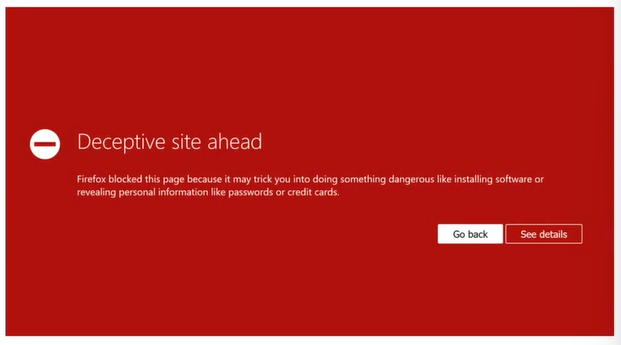 Deceptive site ahead
Firefox blocked this page because it may trick you into doing something dangerous like installing software or
revealing personal information like passwords or credit cards.
Go back See details